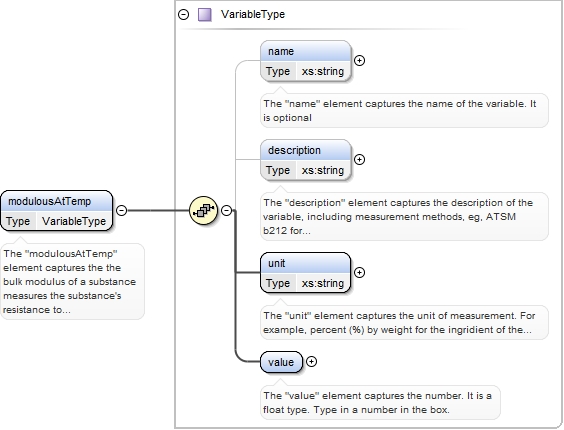 VariableType
name
Type xs:string
The "name" element captures the name of the variable. It
is optional
description
Type xs:string
The "description" element captures the description of the
variable, including measurement methods, eg, ATSM
b212 for...
modulousAtTemp
Type VariableType
The "modulousAtTemp"
element captures the the
bulk modulus of a substance
measures the substance's
resistance to...
unit
Type xs:string
The "unit" element captures the unit of measurement. For
example, percent (%) by weight for the ingridient of the...
value
The "value" element captures the number. It is a
float type. Type in a number in the box.